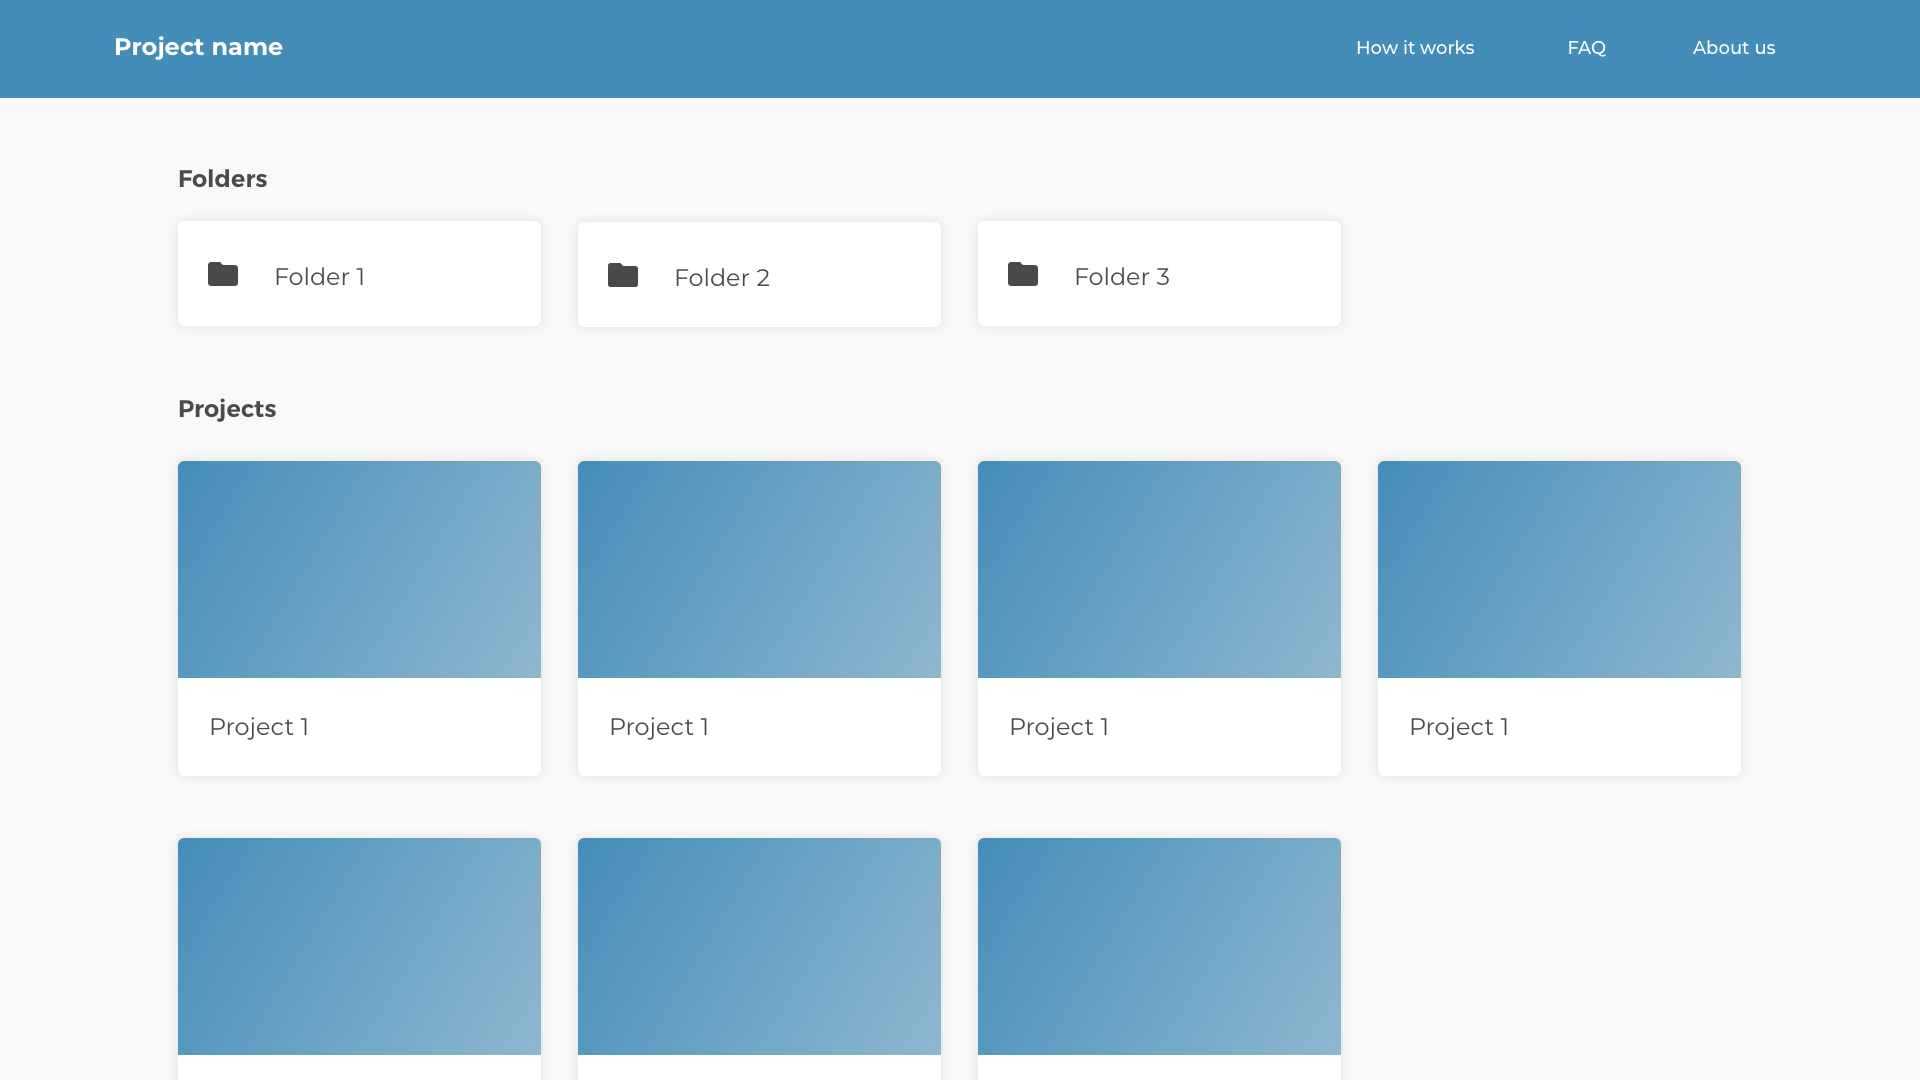 Project name
How it works
FAQ
About us
Folders
Folder 1
Folder 2
Folder 3
Projects
Project 1
Project 1
Project 1
Project 1